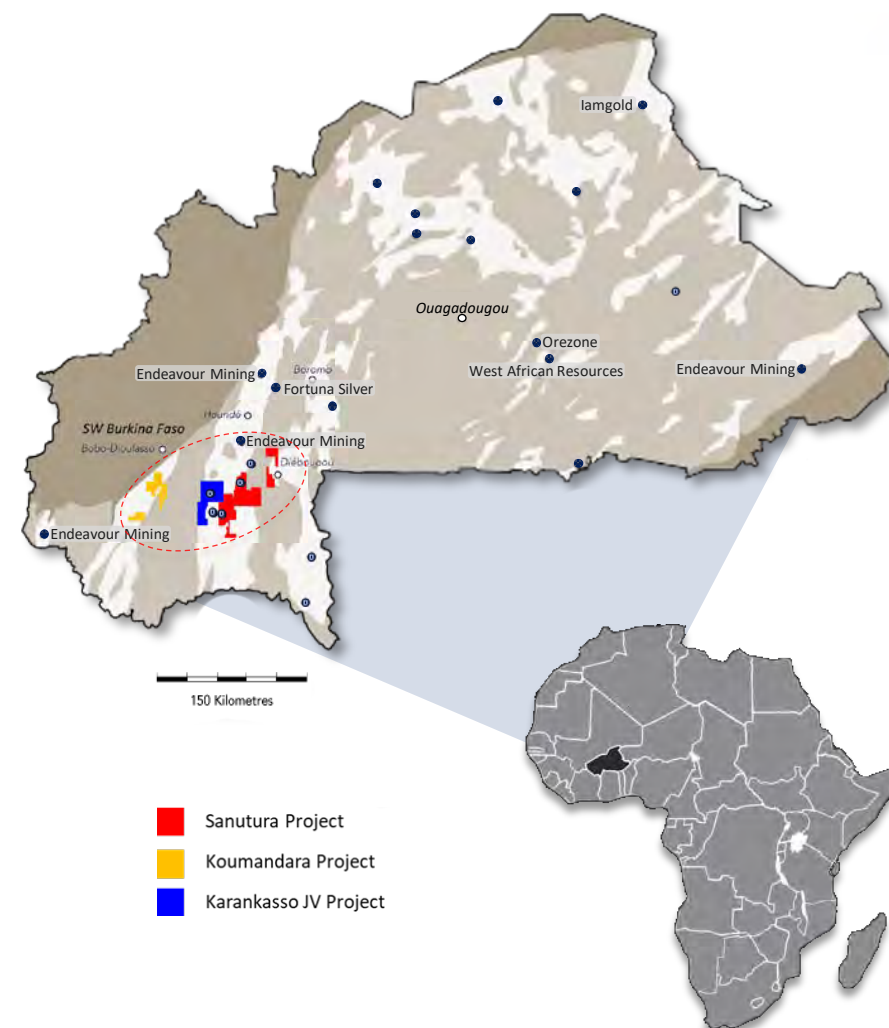 Iamgold
Ouagadougou
Orezone
West African Resources
Endeavour Mining
Endeavour Mining
Boromo
Fortuna Silver
Houndé
SW Burkina Faso
Bobo-Dioulasso
Endeavour Mining
Diébougou
Endeavour Mining
150 Kilometres
Sanutura Project
Koumandara Project
Karankasso JV Project